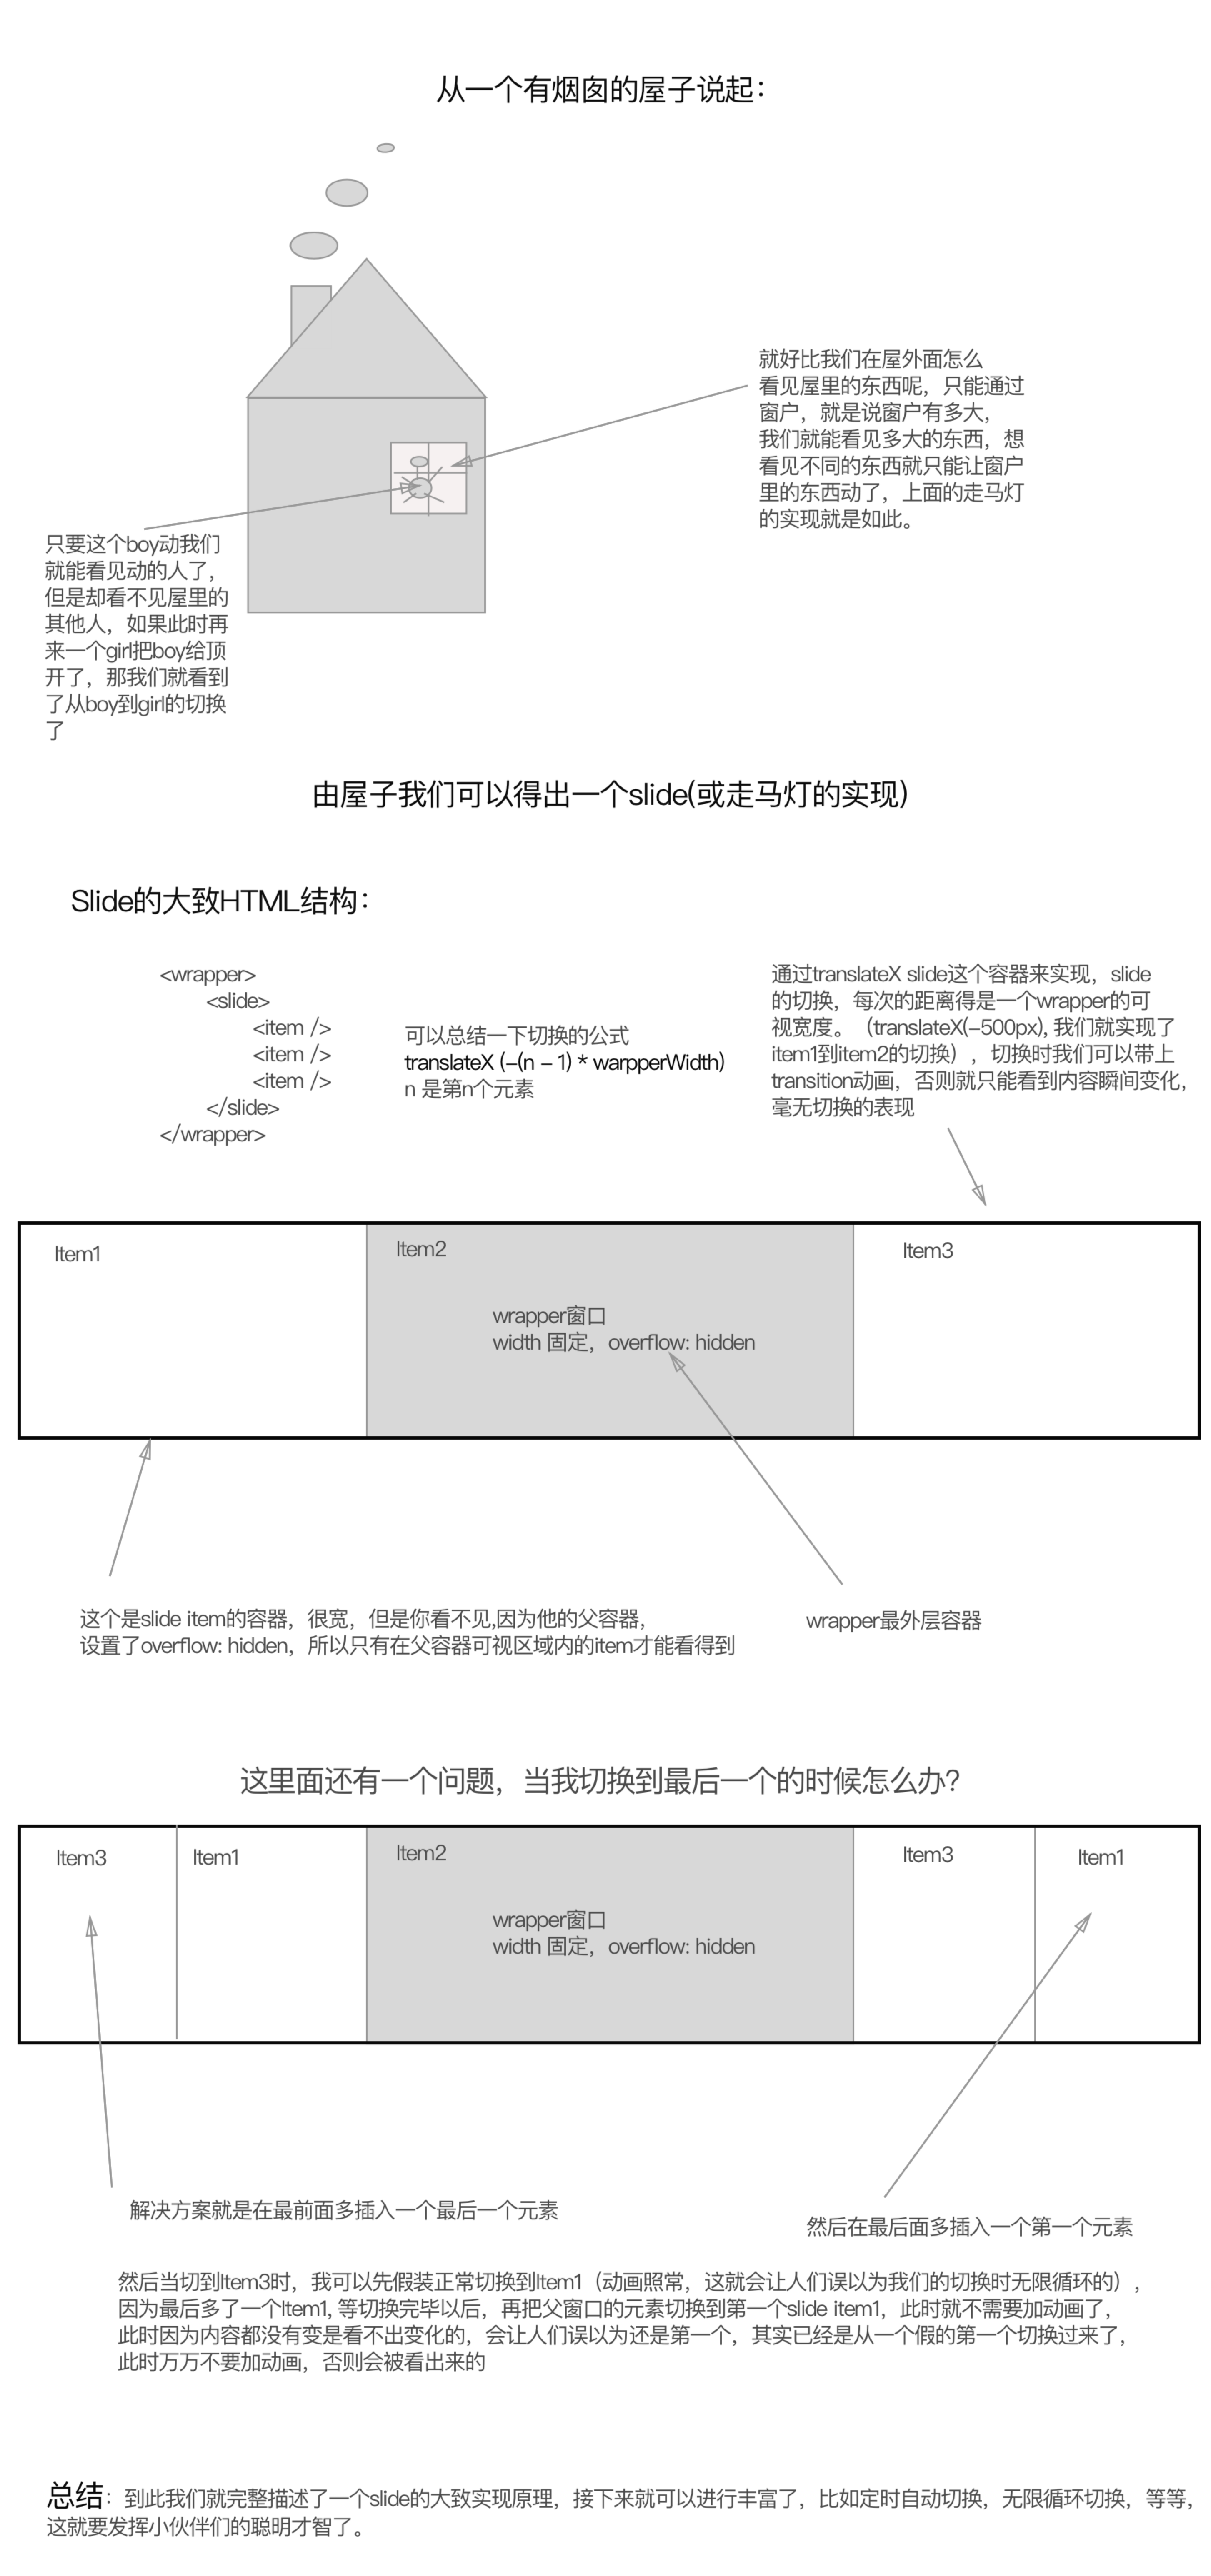 从一个有烟囱的屋子说起：
就好比我们在屋外面怎么
看见屋里的东西呢，只能通过
窗户，就是说窗户有多大，
我们就能看见多大的东西，想
看见不同的东西就只能让窗户
里的东西动了，上面的走马灯
的实现就是如此。
只要这个boy动我们
就能看见动的人了，
但是却看不见屋里的
其他人，如果此时再
来一个girl把boy给顶
开了，那我们就看到
了从boy到girl的切换
了
由屋子我们可以得出一个slide(或走马灯的实现)
Slide的大致HTML结构：
<wrapper>
<slide>
<item />
<item />
<item />
</slide>
</wrapper>
可以总结一下切换的公式
translateX (-(n - 1) * warpperWidth)
n 是第n个元素
通过translateX slide这个容器来实现，slide
的切换，每次的距离得是一个wrapper的可
视宽度。（translateX(-500px), 我们就实现了
item1到item2的切换），切换时我们可以带上
transition动画，否则就只能看到内容瞬间变化，
毫无切换的表现
Item1
Item2
Item3
wrapper窗口
width 固定，overflow: hidden
这个是slide item的容器，很宽，但是你看不见,因为他的父容器，
设置了overflow: hidden，所以只有在父容器可视区域内的item才能看得到
wrapper最外层容器
这里面还有一个问题，当我切换到最后一个的时候怎么办?
Item3
Item1
Item2
Item3
Item1
wrapper窗口
width 固定，overflow: hidden
解决方案就是在最前面多插入一个最后一个元素
然后在最后面多插入一个第一个元素
然后当切到Item3时，我可以先假装正常切换到Item1（动画照常，这就会让人们误以为我们的切换时无限循环的），
因为最后多了一个Item1, 等切换完毕以后，再把父窗口的元素切换到第一个slide item1，此时就不需要加动画了，
此时因为内容都没有变是看不出变化的，会让人们误以为还是第一个，其实已经是从一个假的第一个切换过来了，
此时万万不要加动画，否则会被看出来的
总结：到此我们就完整描述了一个slide的大致实现原理，接下来就可以进行丰富了，比如定时自动切换，无限循环切换，等等，
这就要发挥小伙伴们的聪明才智了。